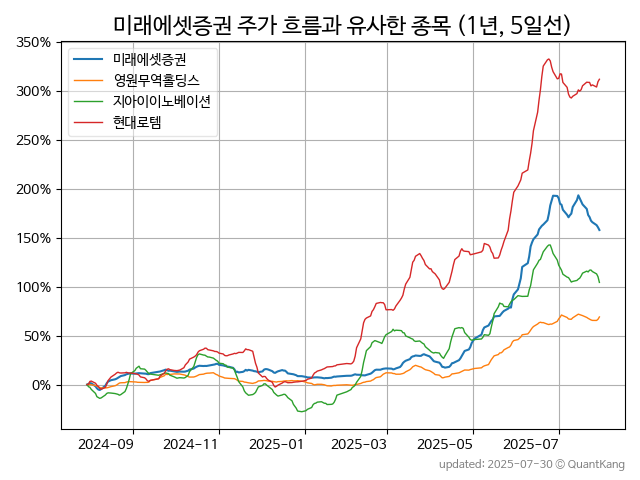 미래에셋증권 주가 흐름과 유사한 종목 (1년, 5일선)
350%
300%
250%
200%
150%
100%
50%
0%
미래에셋증권
영원무역홀딩스
지아이이노베이션
현대로템
2024-09
2024-11
2025-01
2025-03
2025-05
2025-07
updated: 2025-07-30 © QuantKang